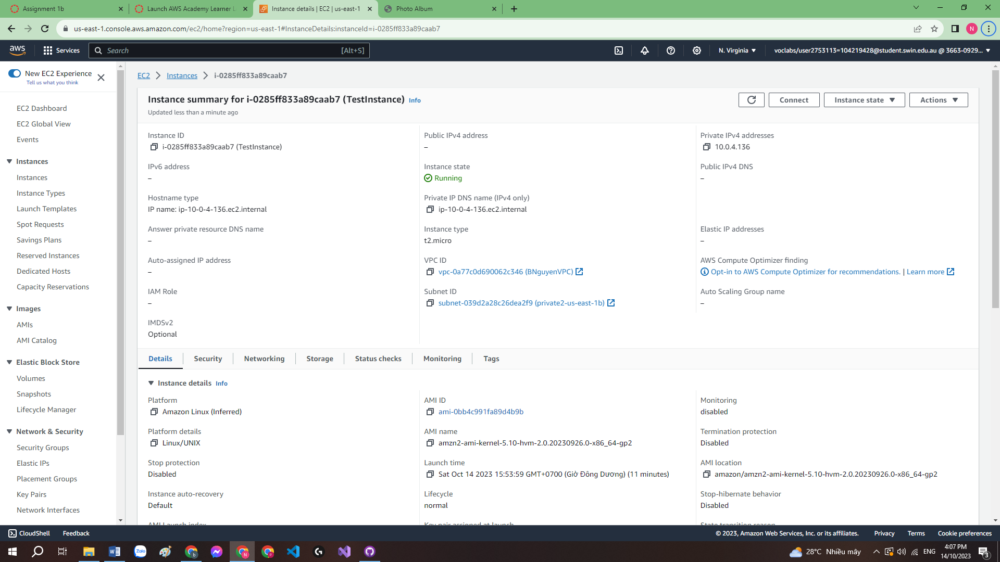 Assignment 1b
Launch AWS Academy Learner L
Instance details | EC2 | us-east-1
Photo Album
us-east-1.console.aws.amazon.com/ec2/home?region=us-east-1#InstanceDetails:instanceId=i-0285ff833a89caab7
N
aws
Services
Search
[Alt+S]
N. Virginia
voclabs/user2753113=104219428@student.swin.edu.au @ 3663-0929...
New EC2 Experience
Tell us what you think
EC2 Dashboard
EC2 Global View
Events
Instances
Instances
Instance Types
Launch Templates
Spot Requests
Savings Plans
Reserved Instances
Dedicated Hosts
Capacity Reservations
Images
AMIs
AMI Catalog
Elastic Block Store
Volumes
Snapshots
Lifecycle Manager
Network & Security
Security Groups
Elastic IPs
Placement Groups
Key Pairs
Network Interfaces
EC2 > Instances > i-0285ff833a89caab7
Instance summary for i-0285ff833a89caab7 (TestInstance) Info
Updated less than a minute ago
Connect
Instance state
Actions
Instance ID
i-0285ff833a89caab7 (TestInstance)
Public IPv4 address
–
Private IPv4 addresses
10.0.4.136
IPv6 address
–
Instance state
Running
Public IPv4 DNS
–
Hostname type
IP name: ip-10-0-4-136.ec2.internal
Private IP DNS name (IPv4 only)
ip-10-0-4-136.ec2.internal
Answer private resource DNS name
–
Instance type
t2.micro
Elastic IP addresses
–
Auto-assigned IP address
–
VPC ID
vpc-0a77c0d690062c346 (BNguyenVPC)
AWS Compute Optimizer finding
Opt-in to AWS Compute Optimizer for recommendations. | Learn more
IAM Role
–
Subnet ID
subnet-039d2a28c26dea2f9 (private2-us-east-1b)
Auto Scaling Group name
–
IMDSv2
Optional
Details
Security
Networking
Storage
Status checks
Monitoring
Tags
Instance details Info
Platform
Amazon Linux (Inferred)
AMI ID
ami-0bb4c991fa89d4b9b
Monitoring
disabled
Platform details
Linux/UNIX
AMI name
amzn2-ami-kernel-5.10-hvm-2.0.20230926.0-x86_64-gp2
Termination protection
Disabled
Stop protection
Disabled
Launch time
Sat Oct 14 2023 15:53:59 GMT+0700 (Giờ Đông Dương) (11 minutes)
AMI location
amazon/amzn2-ami-kernel-5.10-hvm-2.0.20230926.0-x86_64-gp2
Instance auto-recovery
Default
Lifecycle
normal
Stop-hibernate behavior
Disabled
AMI Launch index
Key pair assigned at launch
State transition reason
CloudShell
Feedback
© 2023, Amazon Web Services, Inc. or its affiliates.
Privacy
Terms
Cookie preferences
Zalo
28°C Nhiều mây
ENG
4:07 PM
14/10/2023
3